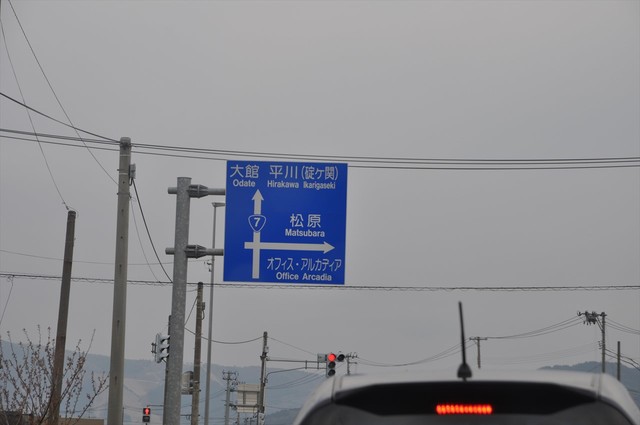 大館 平川(碇ヶ関)
Odate Hirakawa Ikarigaseki
7
松原
Matsubara
オフィス・アルカディア
Office Arcadia